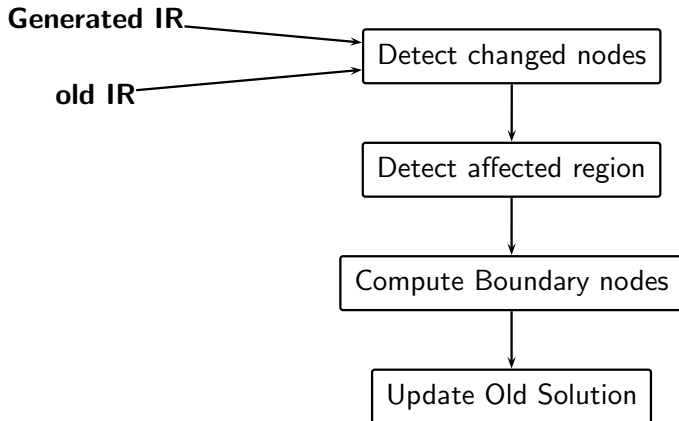 Generated IR
Detect changed nodes
old IR
Detect affected region
Compute Boundary nodes
Update Old Solution